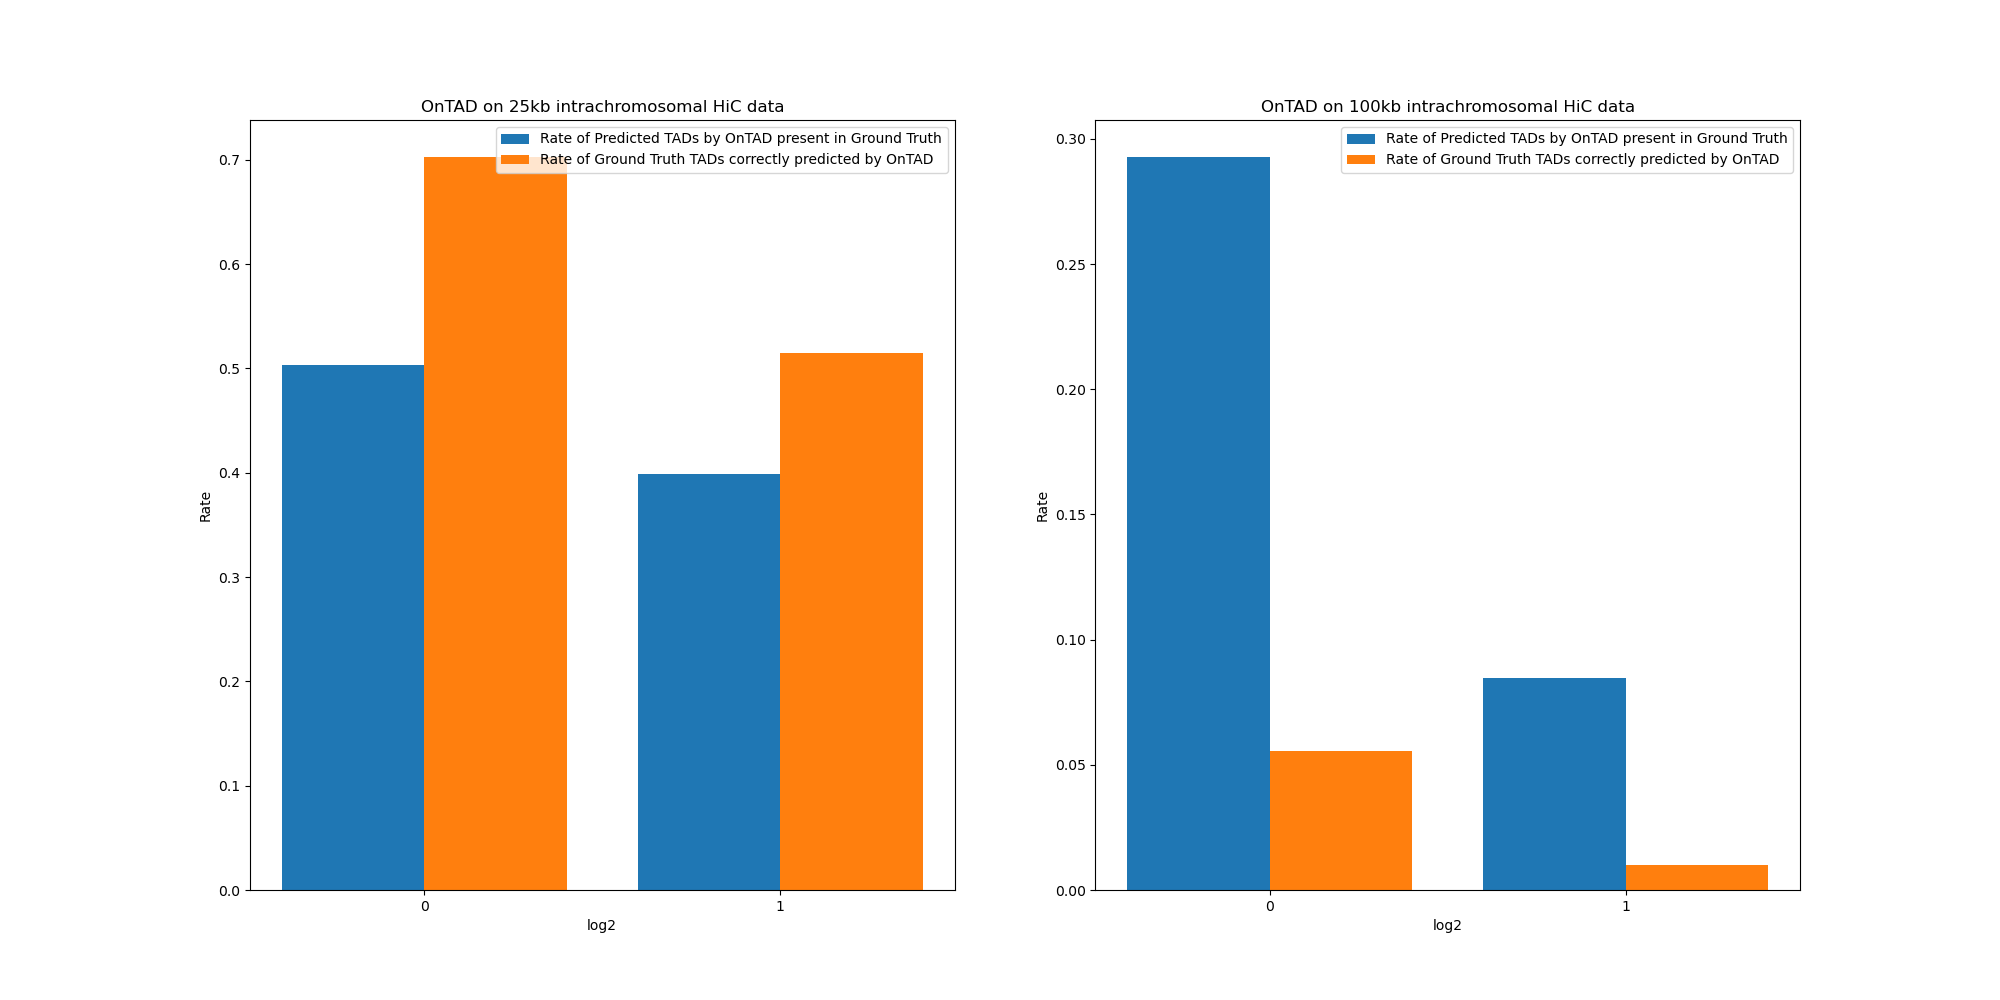 OnTAD on 25kb intrachromosomal HiC data
Rate of Predicted TADs by OnTAD present in Ground Truth
Rate of Ground Truth TADs correctly predicted by OnTAD
0.7
0.6
0.5
0.4
0.3
0.2
0.1
0.0
Rate
0 1
log2
OnTAD on 100kb intrachromosomal HiC data
Rate of Predicted TADs by OnTAD present in Ground Truth
Rate of Ground Truth TADs correctly predicted by OnTAD
0.30
0.25
0.20
0.15
0.10
0.05
0.00
Rate
0 1
log2